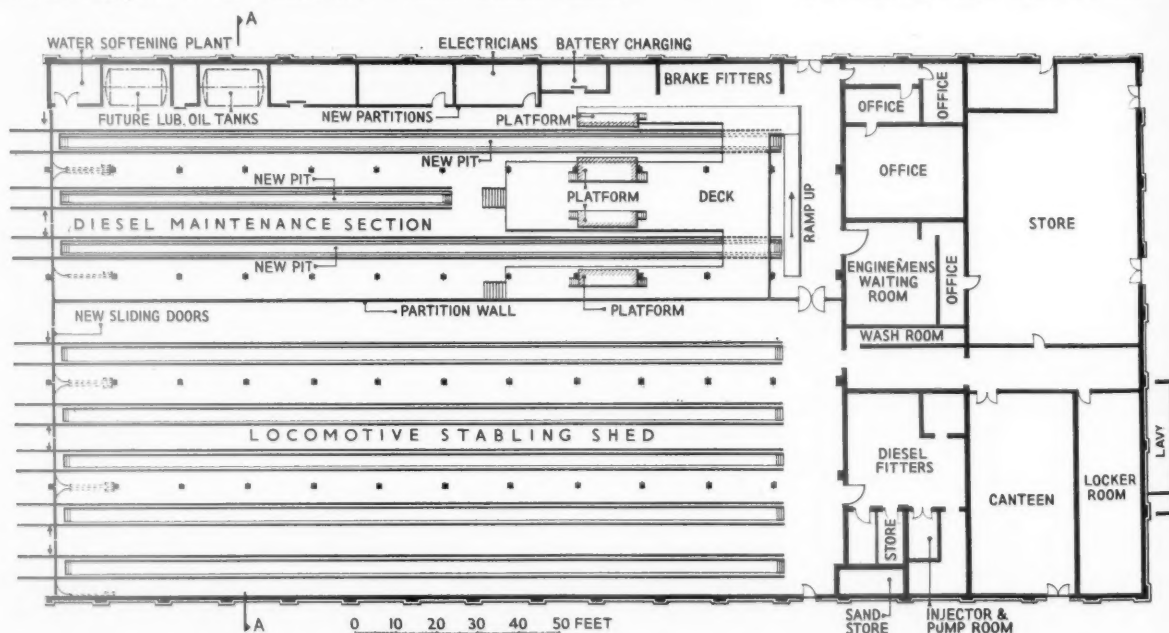 A
WATER SOFTENING PLANT
ELECTRICIANS
BATTERY CHARGING
BRAKE FITTERS
FUTURE LUB. OIL TANKS
NEW PARTITIONS
PLATFORM
OFFICE
OFFICE
OFFICE
NEW PIT
NEW PIT
PLATFORM
DECK
RAMP UP
STORE
DIESEL MAINTENANCE SECTION
NEW PIT
ENGINEMENS
WAITING
ROOM
OFFICE
NEW SLIDING DOORS
PARTITION WALL
PLATFORM
WASH ROOM
LOCOMOTIVE STABLING SHED
DIESEL
FITTERS
CANTEEN
LOCKER
ROOM
LAVY
STORE
A
0 10 20 30 40 50 FEET
SAND
STORE
INJECTOR &
PUMP ROOM